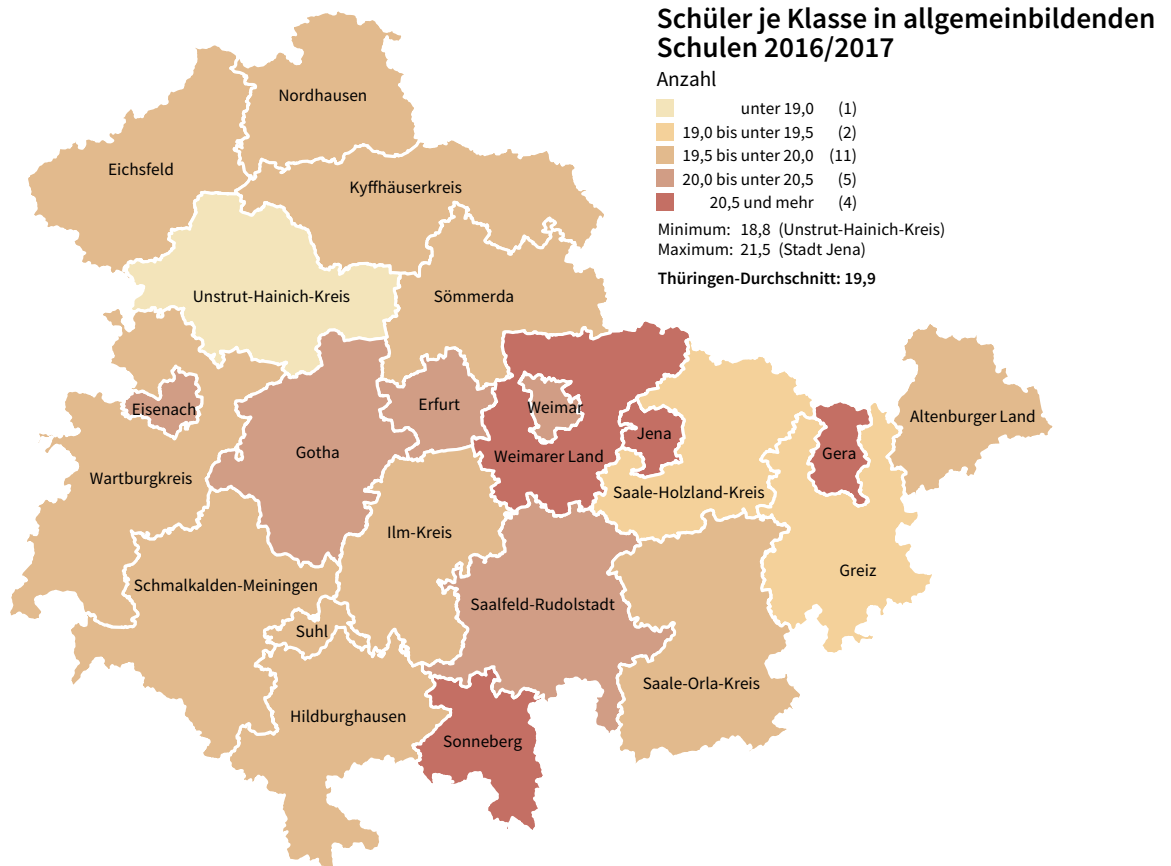 Schüler je Klasse in allgemeinbildenden
Schulen 2016/2017
Anzahl
unter 19,0 (1)
19,0 bis unter 19,5 (2)
19,5 bis unter 20,0 (11)
20,0 bis unter 20,5 (5)
20,5 und mehr (4)
Minimum: 18,8 (Unstrut-Hainich-Kreis)
Maximum: 21,5 (Stadt Jena)
Thüringen-Durchschnitt: 19,9
Nordhausen
Eichsfeld
Kyffhäuserkreis
Unstrut-Hainich-Kreis
Sömmerda
Eisenach
Erfurt
Weimar
Altenburger Land
Jena
Gotha
Weimarer Land
Gera
Wartburgkreis
Saale-Holzland-Kreis
Ilm-Kreis
Greiz
Schmalkalden-Meiningen
Saalfeld-Rudolstadt
Suhl
Saale-Orla-Kreis
Hildburghausen
Sonneberg